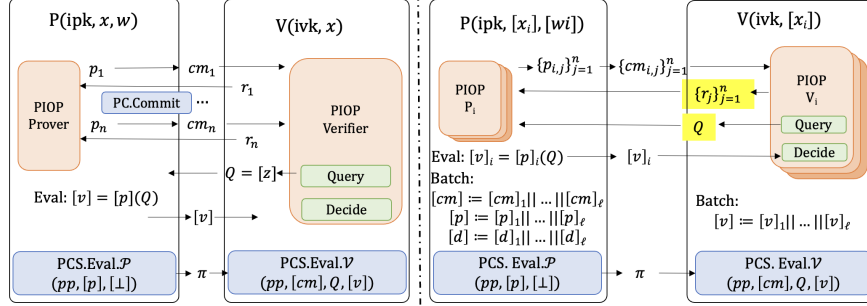 P(ipk, x, w)
V(ivk, x)
p₁
cm₁
r₁
PIOP
Prover
PC.Commit
...
pₙ
cmₙ
rₙ
PIOP
Verifier
Q = [z]
Query
Decide
Eval: [v] = [p](Q)
[v]
PCS.Eval.𝒫
(pp, [p], [⊥])
π
PCS.Eval.𝒱
(pp, [cm], Q, [v])
P(ipk, [xᵢ], [wi])
V(ivk, [xᵢ])
{pᵢ,ⱼ}ⁿⱼ₌₁
{cmᵢ,ⱼ}ⁿⱼ₌₁
PIOP
Pᵢ
{rⱼ}ⁿⱼ₌₁
PIOP
Vᵢ
Q
Query
Decide
Eval: [v]ᵢ = [p]ᵢ(Q)
[v]ᵢ
Batch:
[cm] ≔ [cm]₁|| ... ||[cm]ℓ
[p] ≔ [p]₁|| ... ||[p]ℓ
[d] ≔ [d]₁|| ... ||[d]ℓ
Batch:
[v] ≔ [v]₁|| ... ||[v]ℓ
PCS. Eval.𝒫
(pp, [p], [⊥])
π
PCS. Eval.𝒱
(pp, [cm], Q, [v])